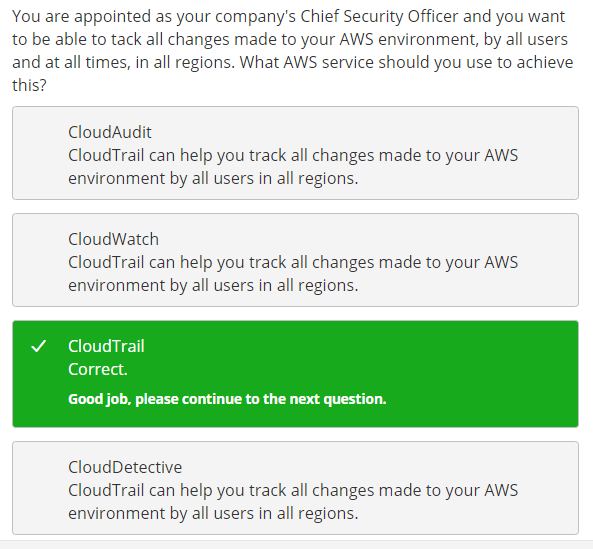 You are appointed as your company's Chief Security Officer and you want
to be able to tack all changes made to your AWS environment, by all users
and at all times, in all regions. What AWS service should you use to achieve
this?
CloudAudit
CloudTrail can help you track all changes made to your AWS
environment by all users in all regions.
CloudWatch
CloudTrail can help you track all changes made to your AWS
environment by all users in all regions.
CloudTrail
Correct.
Good job, please continue to the next question.
CloudDetective
CloudTrail can help you track all changes made to your AWS
environment by all users in all regions.